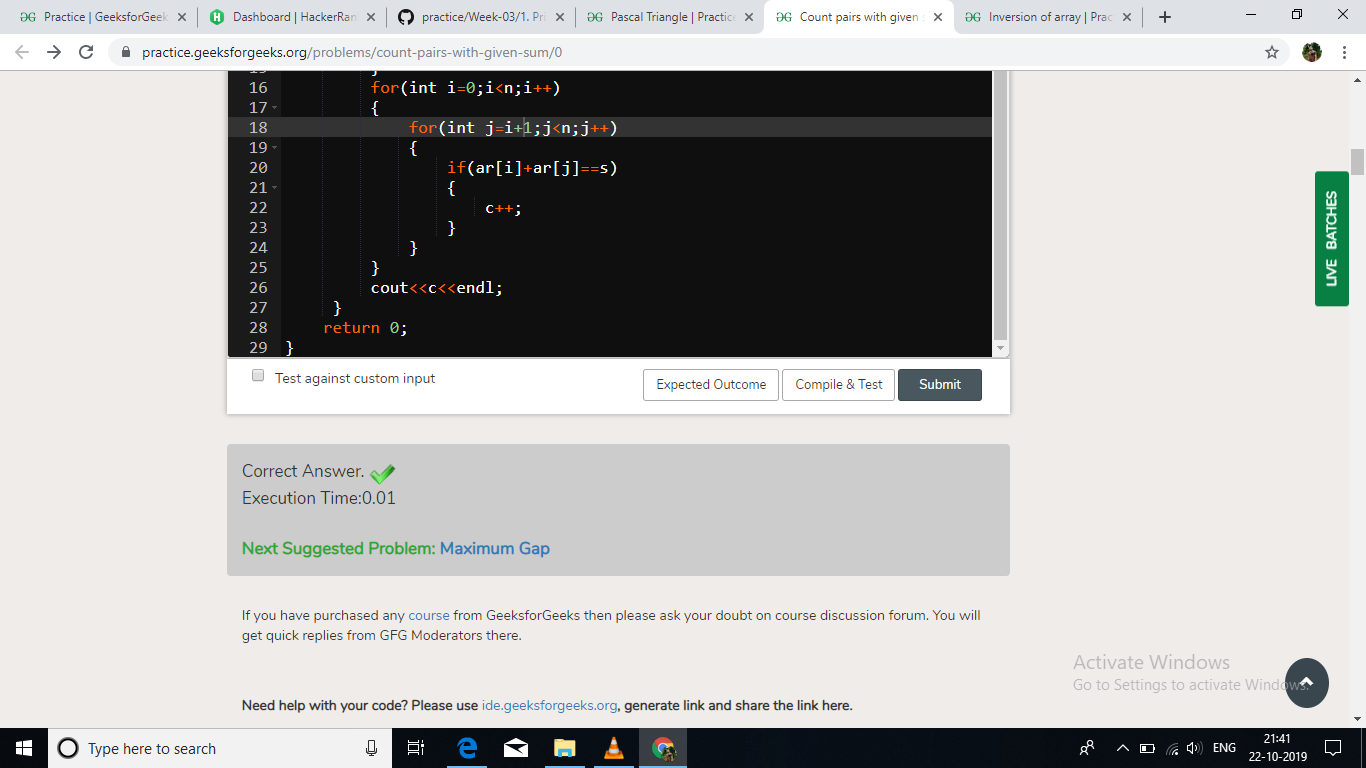 Practice | GeeksforGeek
Dashboard | HackerRan
practice/Week-03/1. Pr
Pascal Triangle | Practice
Count pairs with given s
Inversion of array | Prac
practice.geeksforgeeks.org/problems/count-pairs-with-given-sum/0
15 }
16 for(int i=0;i<n;i++)
17 {
18 for(int j=i+1;j<n;j++)
19 {
20 if(ar[i]+ar[j]==s)
21 {
22 c++;
23 }
24 }
25 }
26 cout<<c<<endl;
27 }
28 return 0;
29 }
LIVE BATCHES
Test against custom input
Expected Outcome
Compile & Test
Submit
Correct Answer.
Execution Time:0.01
Next Suggested Problem: Maximum Gap
If you have purchased any course from GeeksforGeeks then please ask your doubt on course discussion forum. You will
get quick replies from GFG Moderators there.
Activate Windows
Go to Settings to activate Windows.
Need help with your code? Please use ide.geeksforgeeks.org, generate link and share the link here.
Type here to search
ENG
21:41
22-10-2019